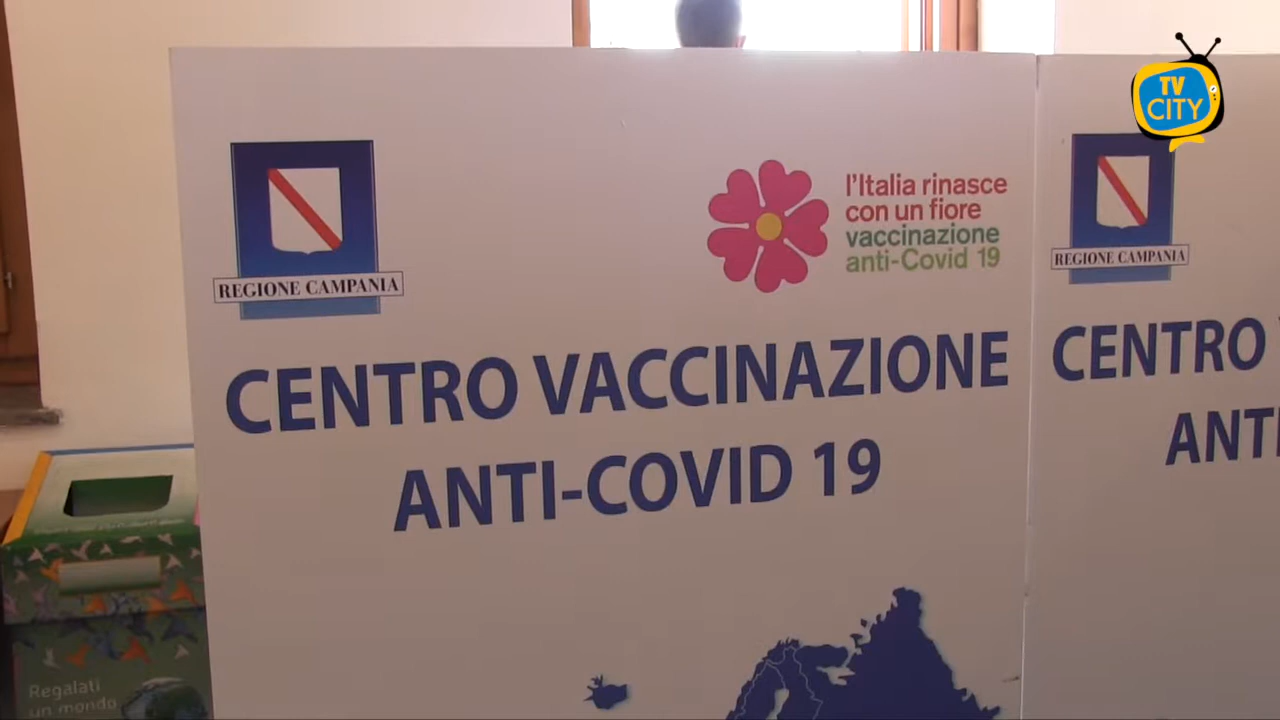 TV
CITY
REGIONE CAMPANIA
l'Italia rinasce
con un fiore
vaccinazione
anti-Covid 19
CENTRO VACCINAZIONE
ANTI-COVID 19
REGIONE CAMPANIA
CENTRO
ANTI
Regalati
un mondo